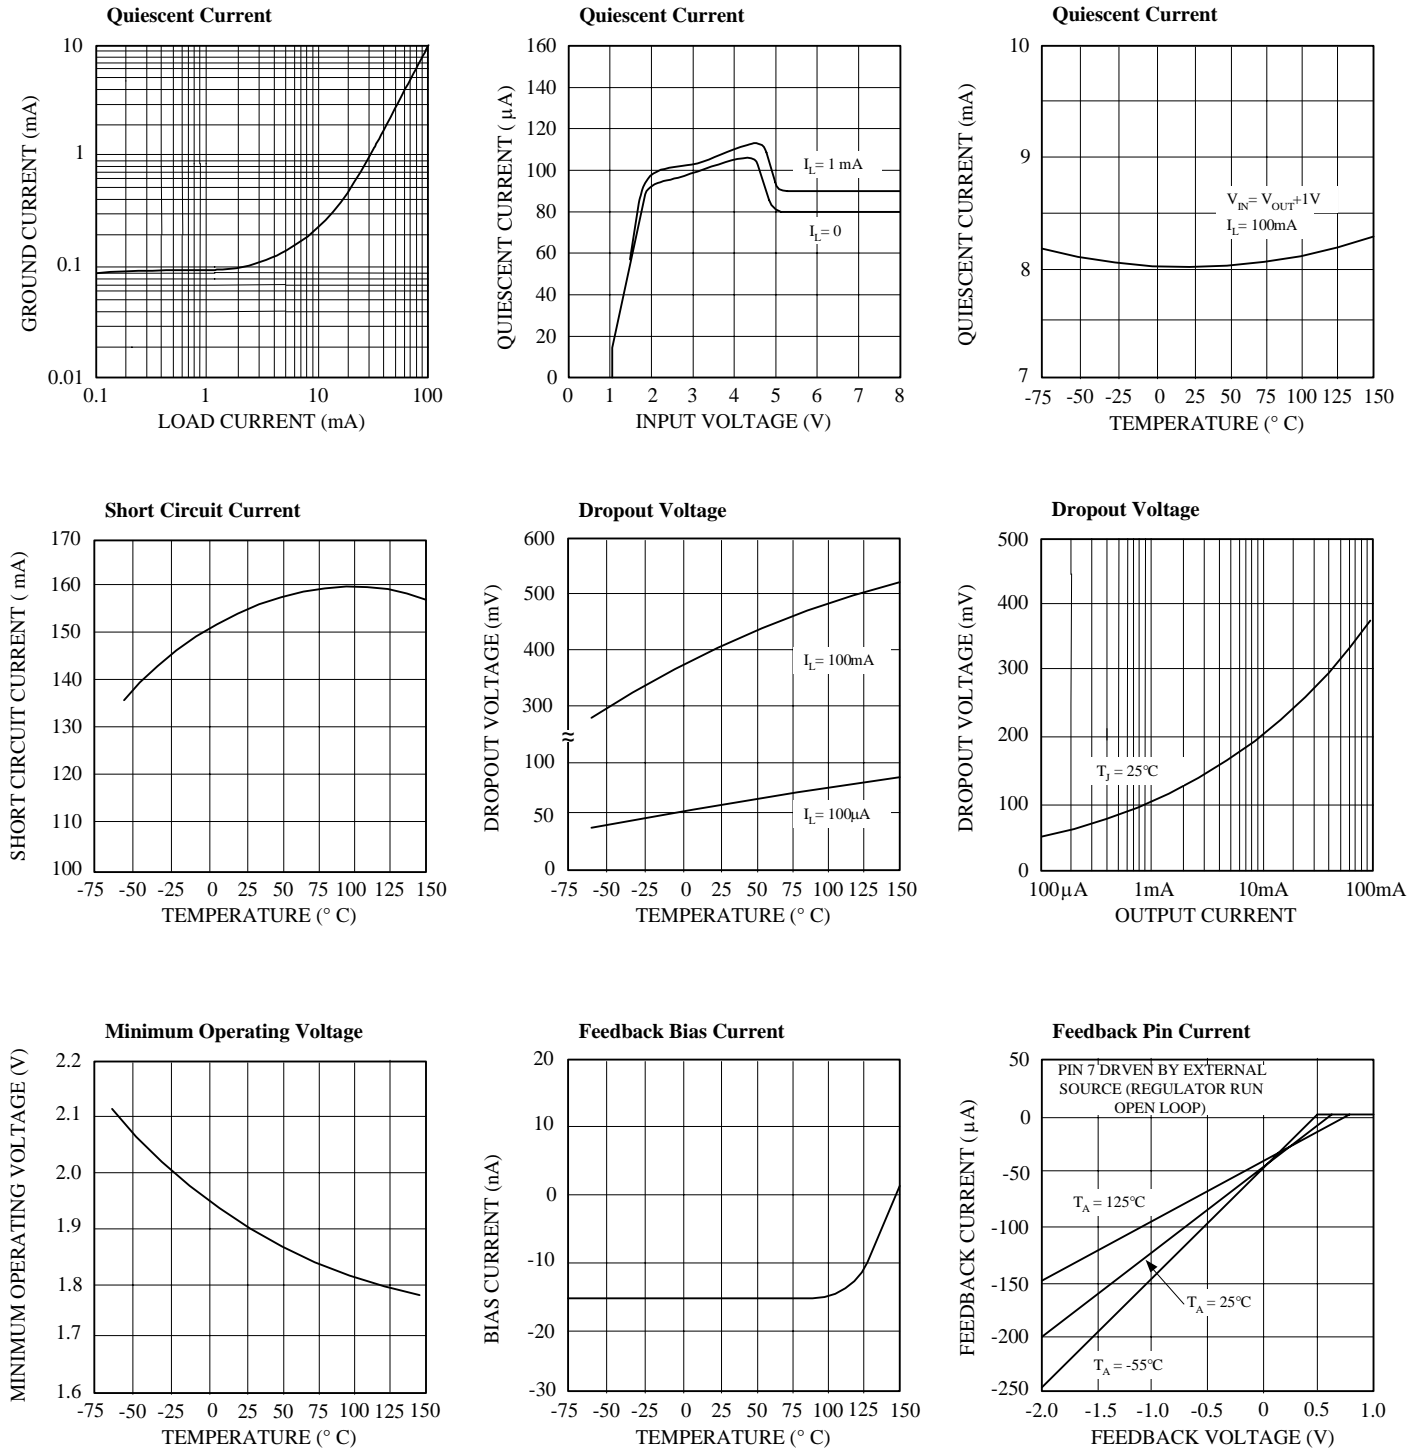 Quiescent Current
GROUND CURRENT (mA)
10
1
0.1
0.01
0.1 1 10 100
LOAD CURRENT (mA)
Quiescent Current
QUIESCENT CURRENT ( µA)
160
140
120
100
80
60
40
20
0
I_L= 1 mA
I_L= 0
0 1 2 3 4 5 6 7 8
INPUT VOLTAGE (V)
Quiescent Current
QUIESCENT CURRENT (mA)
10
9
8
7
V_IN= V_OUT+1V
I_L= 100mA
-75 -50 -25 0 25 50 75 100 125 150
TEMPERATURE (° C)
Short Circuit Current
SHORT CIRCUIT CURRENT ( mA)
170
160
150
140
130
120
110
100
-75 -50 -25 0 25 50 75 100 125 150
TEMPERATURE (° C)
Dropout Voltage
DROPOUT VOLTAGE (mV)
600
500
400
300
≈
100
50
0
I_L= 100mA
I_L= 100µA
-75 -50 -25 0 25 50 75 100 125 150
TEMPERATURE (° C)
Dropout Voltage
DROPOUT VOLTAGE (mV)
500
400
300
200
100
0
T_J = 25°C
100µA 1mA 10mA 100mA
OUTPUT CURRENT
Minimum Operating Voltage
MINIMUM OPERATING VOLTAGE (V)
2.2
2.1
2.0
1.9
1.8
1.7
1.6
-75 -50 -25 0 25 50 75 100 125 150
TEMPERATURE (° C)
Feedback Bias Current
BIAS CURRENT (nA)
20
10
0
-10
-20
-30
-75 -50 -25 0 25 50 75 100 125 150
TEMPERATURE (° C)
Feedback Pin Current
FEEDBACK CURRENT ( µA)
50
0
-50
-100
-150
-200
-250
PIN 7 DRVEN BY EXTERNAL
SOURCE (REGULATOR RUN
OPEN LOOP)
T_A = 125°C
T_A = 25°C
T_A = -55°C
-2.0 -1.5 -1.0 -0.5 0 0.5 1.0
FEEDBACK VOLTAGE (V)